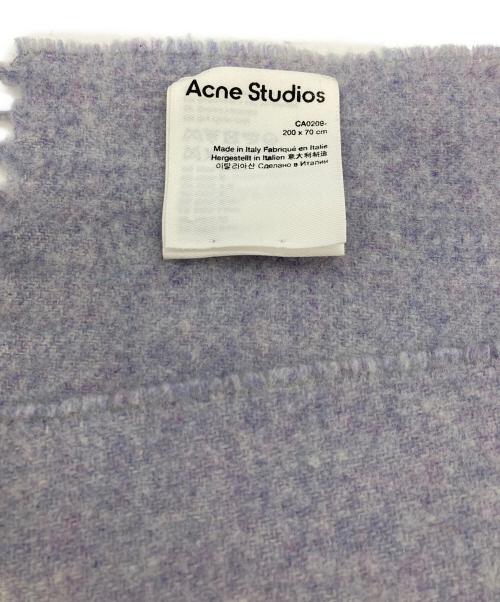 Acne Studios
CA0209-
200 x 70 cm
Made in Italy Fabriqué en Italie
Hergestellt in Italien 意大利制造
이탈리아산 Сделано в Италии